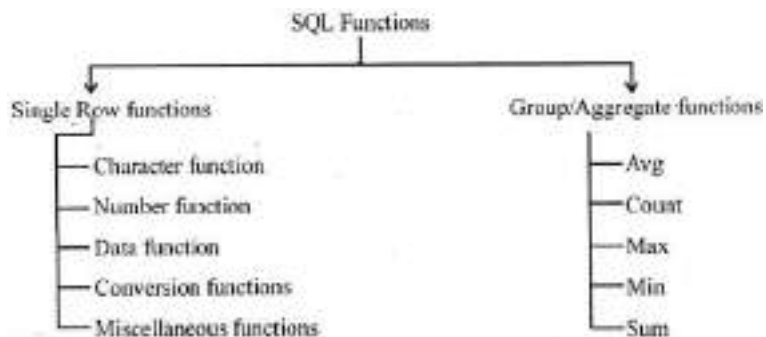 SQL Functions
Single Row functions
Character function
Number function
Data function
Conversion functions
Miscellaneous functions
Group/Aggregate functions
Avg
Count
Max
Min
Sum